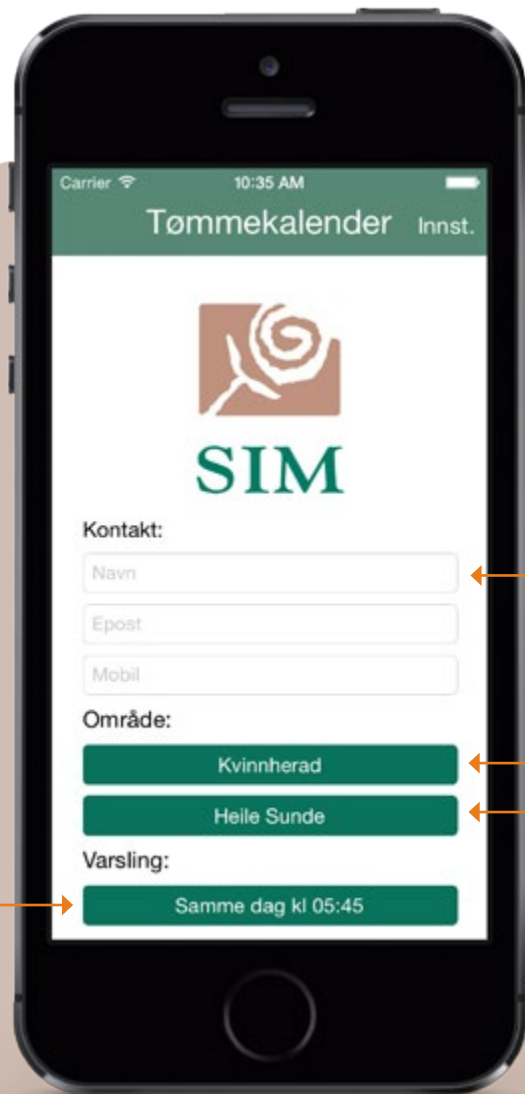 Carrier 10:35 AM
Tømmekalender Innst.
SIM
Kontakt:
Navn
Epost
Mobil
Område:
Kvinnherad
Heile Sunde
Varsling:
Samme dag kl 05:45